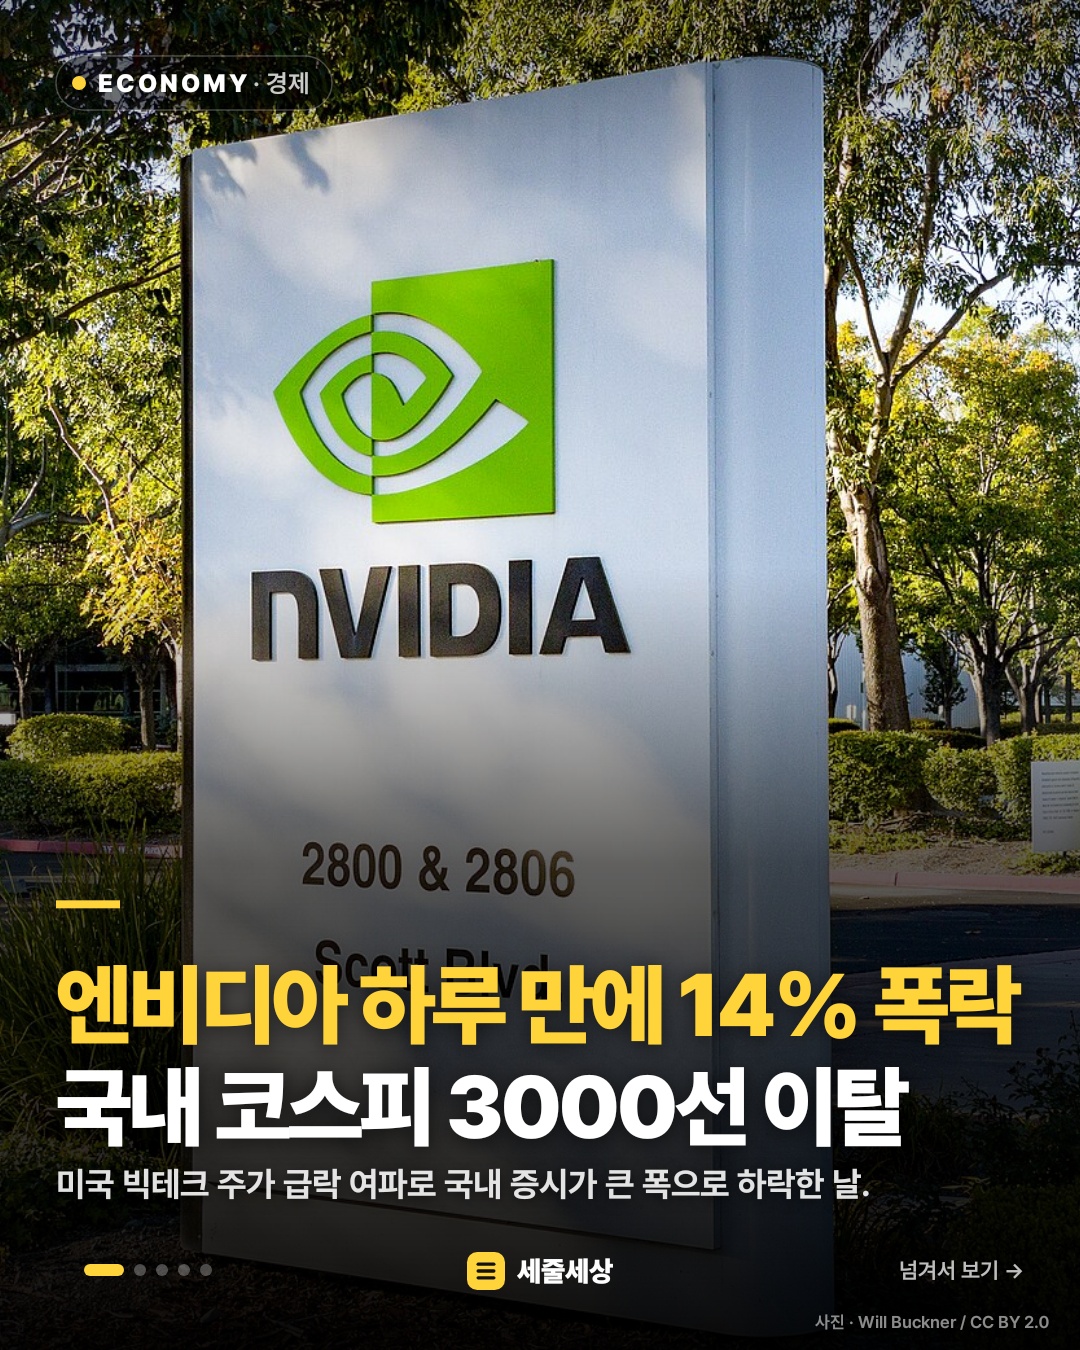 ECONOMY · 경제
NVIDIA
2800 & 2806
Scott Blvd.
엔비디아 하루 만에 14% 폭락
국내 코스피 3000선 이탈
미국 빅테크 주가 급락 여파로 국내 증시가 큰 폭으로 하락한 날.
세줄세상
넘겨서 보기 →
사진 · Will Buckner / CC BY 2.0